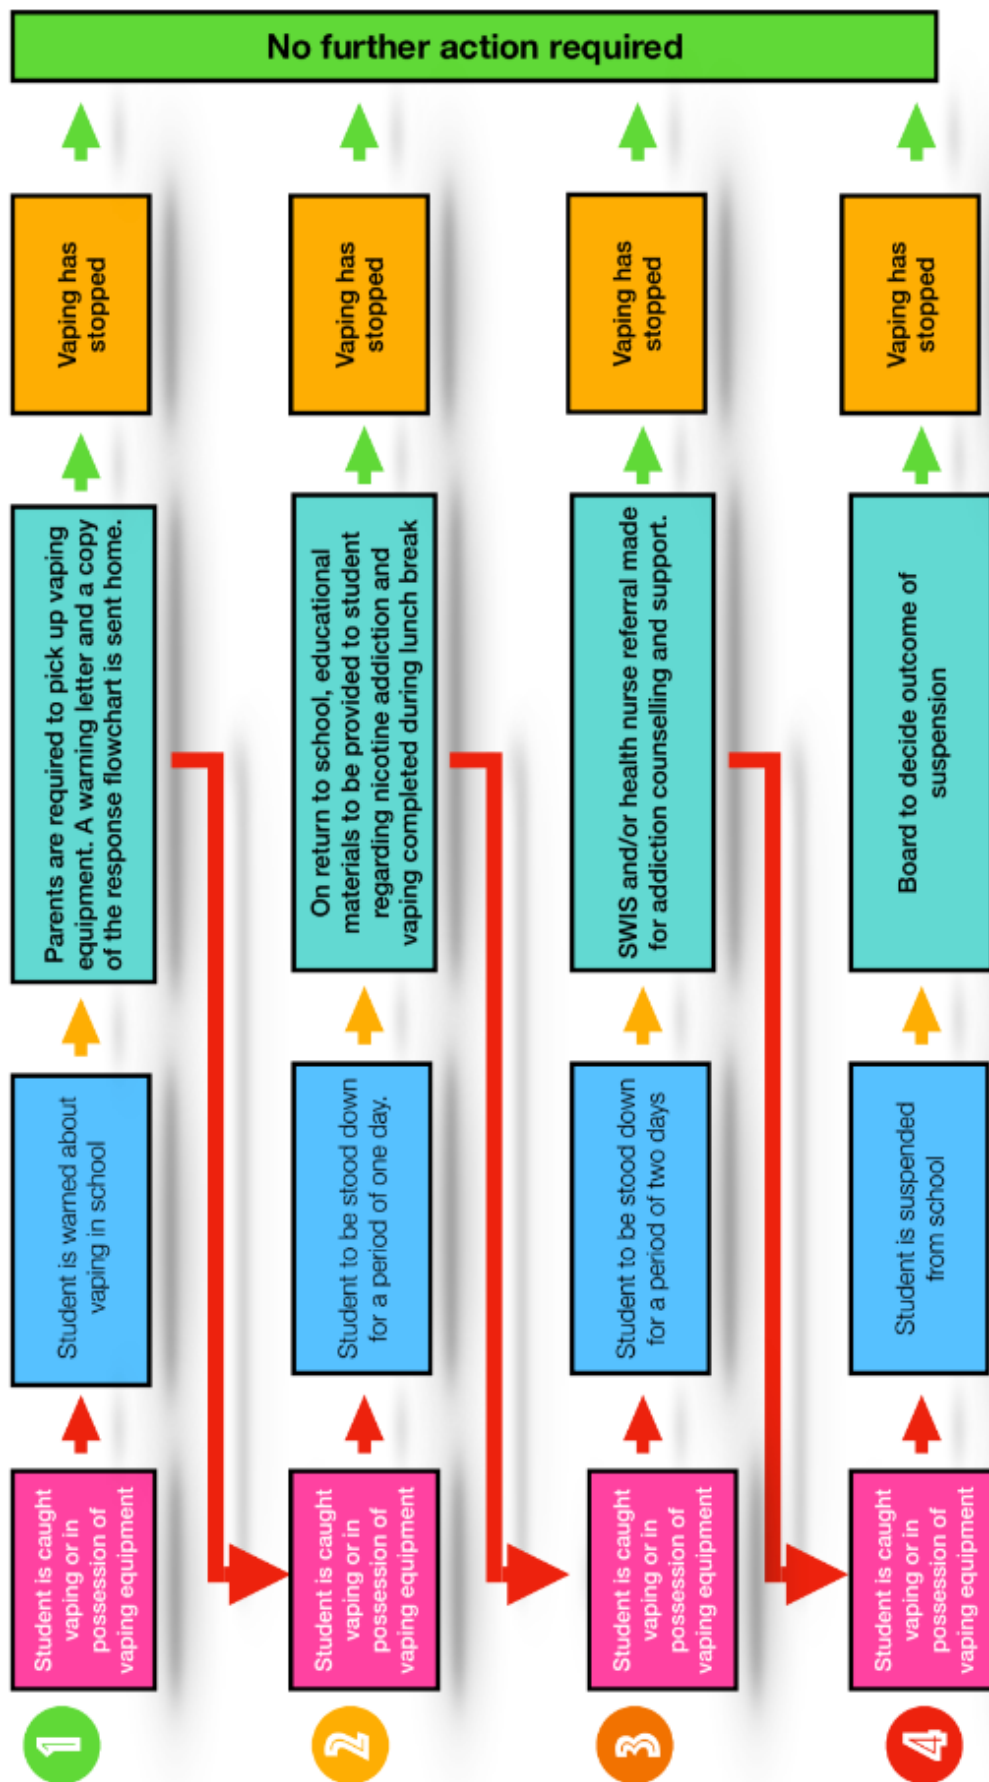 1
Student is caught
vaping or in
possession of
vaping equipment
Student is warned about
vaping in school
Parents are required to pick up vaping
equipment. A warning letter and a copy
of the response flowchart is sent home.
Vaping has
stopped
2
Student is caught
vaping or in
possession of
vaping equipment
Student to be stood down
for a period of one day.
On return to school, educational
materials to be provided to student
regarding nicotine addiction and
vaping completed during lunch break
Vaping has
stopped
3
Student is caught
vaping or in
possession of
vaping equipment
Student to be stood down
for a period of two days
SWIS and/or health nurse referral made
for addiction counselling and support.
Vaping has
stopped
4
Student is caught
vaping or in
possession of
vaping equipment
Student is suspended
from school
Board to decide outcome of
suspension
Vaping has
stopped
No further action required